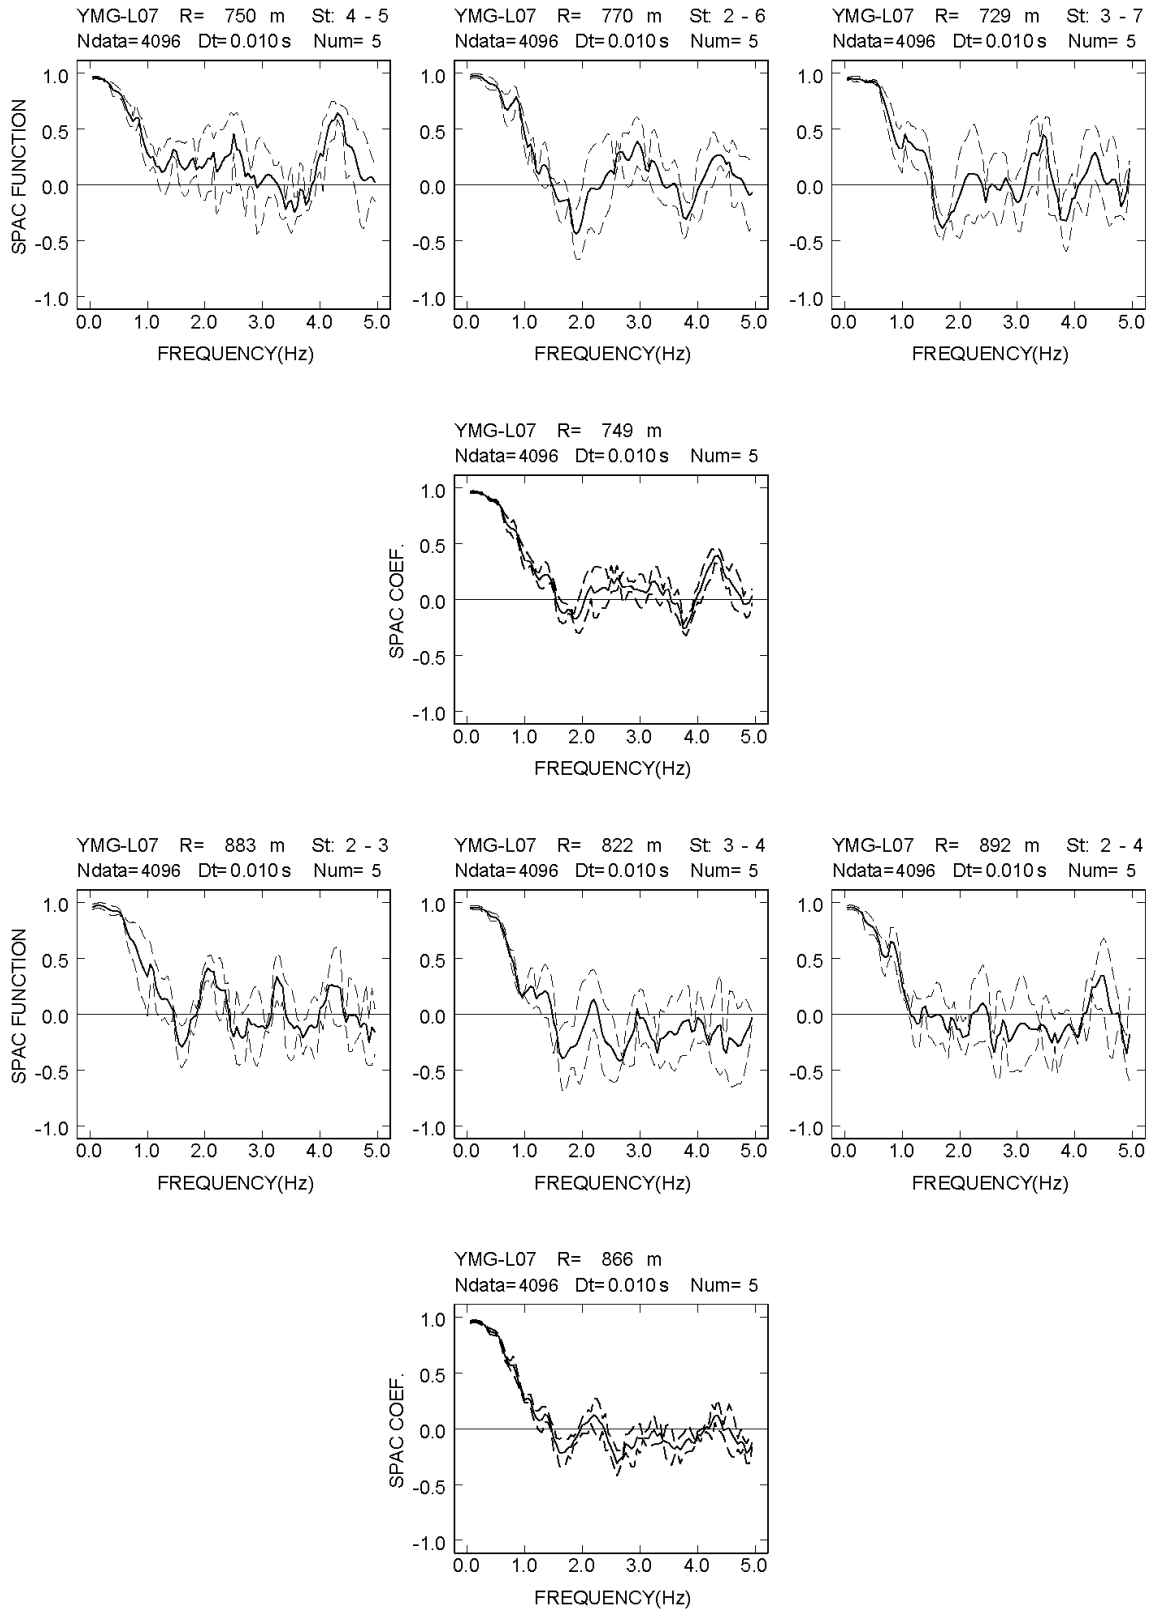 YMG-L07 R= 750 m St: 4 - 5
Ndata=4096 Dt=0.010 s Num= 5
YMG-L07 R= 770 m St: 2 - 6
Ndata=4096 Dt=0.010 s Num= 5
YMG-L07 R= 729 m St: 3 - 7
Ndata=4096 Dt=0.010 s Num= 5
SPAC FUNCTION
1.0
0.5
0.0
-0.5
-1.0
0.0 1.0 2.0 3.0 4.0 5.0
FREQUENCY(Hz)
1.0
0.5
0.0
-0.5
-1.0
0.0 1.0 2.0 3.0 4.0 5.0
FREQUENCY(Hz)
1.0
0.5
0.0
-0.5
-1.0
0.0 1.0 2.0 3.0 4.0 5.0
FREQUENCY(Hz)
YMG-L07 R= 749 m
Ndata=4096 Dt=0.010 s Num= 5
SPAC COEF.
1.0
0.5
0.0
-0.5
-1.0
0.0 1.0 2.0 3.0 4.0 5.0
FREQUENCY(Hz)
YMG-L07 R= 883 m St: 2 - 3
Ndata=4096 Dt=0.010 s Num= 5
YMG-L07 R= 822 m St: 3 - 4
Ndata=4096 Dt=0.010 s Num= 5
YMG-L07 R= 892 m St: 2 - 4
Ndata=4096 Dt=0.010 s Num= 5
SPAC FUNCTION
1.0
0.5
0.0
-0.5
-1.0
0.0 1.0 2.0 3.0 4.0 5.0
FREQUENCY(Hz)
1.0
0.5
0.0
-0.5
-1.0
0.0 1.0 2.0 3.0 4.0 5.0
FREQUENCY(Hz)
1.0
0.5
0.0
-0.5
-1.0
0.0 1.0 2.0 3.0 4.0 5.0
FREQUENCY(Hz)
YMG-L07 R= 866 m
Ndata=4096 Dt=0.010 s Num= 5
SPAC COEF.
1.0
0.5
0.0
-0.5
-1.0
0.0 1.0 2.0 3.0 4.0 5.0
FREQUENCY(Hz)